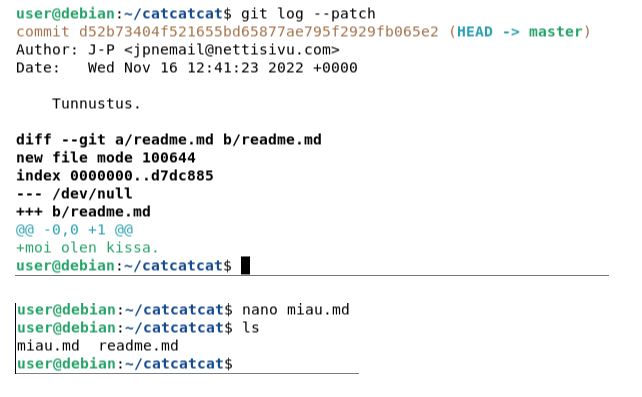 user@debian:~/catcatcat$ git log --patch
commit d52b73404f521655bd65877ae795f2929fb065e2 (HEAD -> master)
Author: J-P <jpnemail@nettisivu.com>
Date:   Wed Nov 16 12:41:23 2022 +0000

    Tunnustus.

diff --git a/readme.md b/readme.md
new file mode 100644
index 0000000..d7dc885
--- /dev/null
+++ b/readme.md
@@ -0,0 +1 @@
+moi olen kissa.
user@debian:~/catcatcat$
user@debian:~/catcatcat$ nano miau.md
user@debian:~/catcatcat$ ls
miau.md  readme.md
user@debian:~/catcatcat$